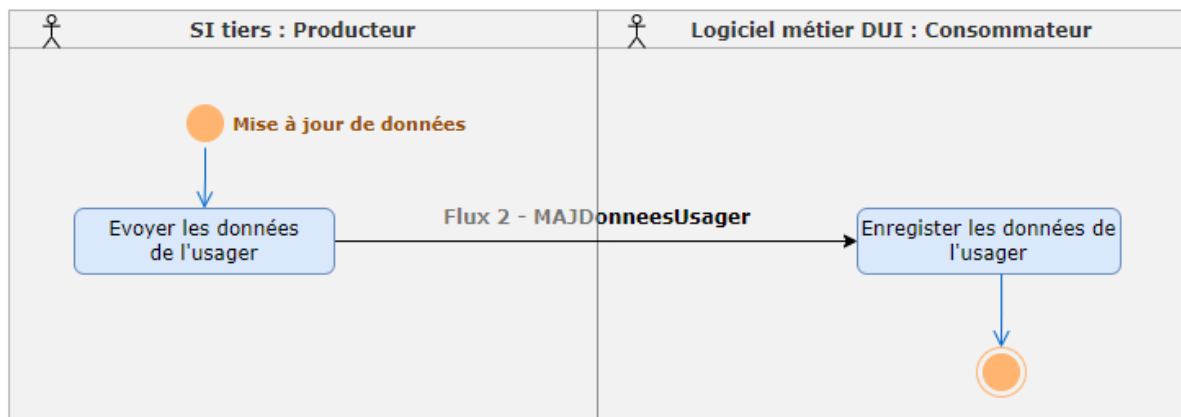 SI tiers : Producteur
Logiciel métier DUI : Consommateur
Mise à jour de données
Evoyer les données
de l'usager
Flux 2 - MAJDonneesUsager
Enregister les données de
l'usager